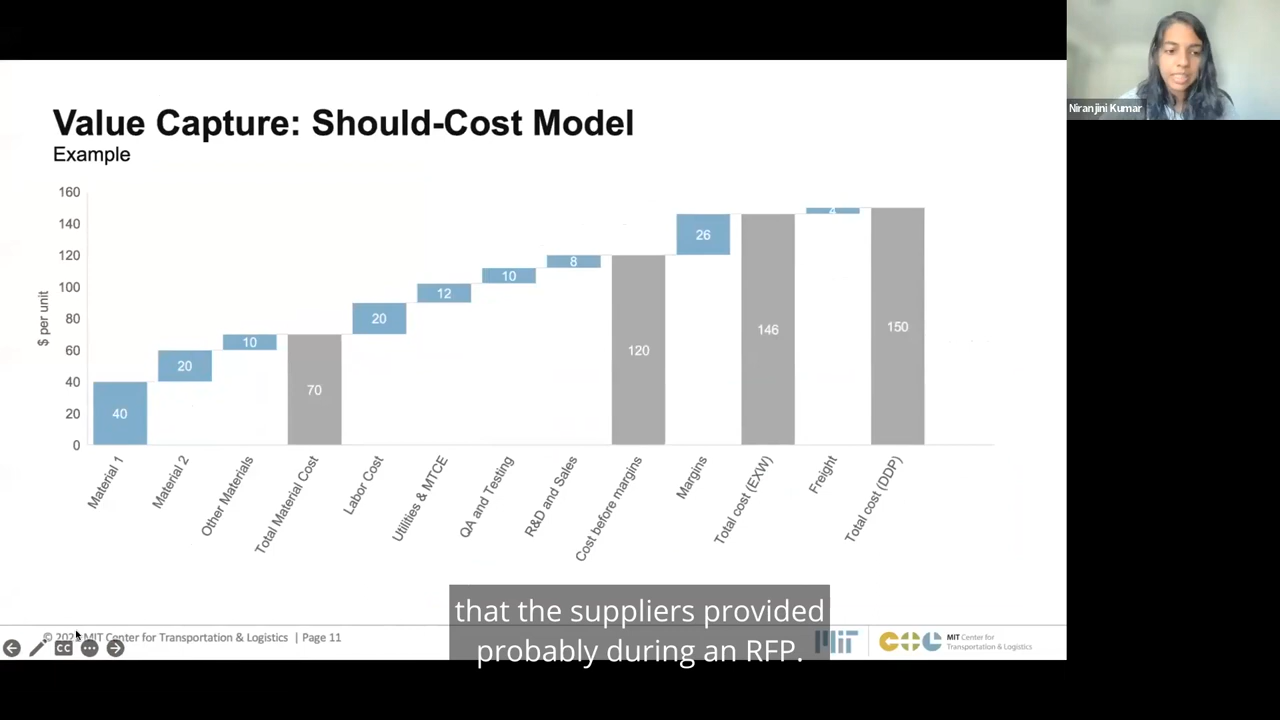 Niranjini Kumar
Value Capture: Should-Cost Model
Example
$ per unit
160
140
120
100
80
60
40
20
0
40
20
10
70
20
12
10
8
120
26
146
4
150
Material 1
Material 2
Other Materials
Total Material Cost
Labor Cost
Utilities & MTCE
QA and Testing
R&D and Sales
Cost before margins
Margins
Total cost (EXW)
Freight
Total cost (DDP)
that the suppliers provided
probably during an RFP.
MIT Center for Transportation & Logistics | Page 11
CC
MIT
MIT Center for
Transportation & Logistics